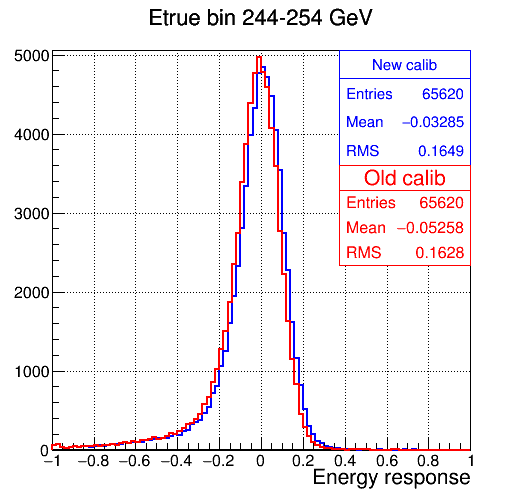 Etrue bin 244-254 GeV
New calib
Entries 65620
Mean −0.03285
RMS 0.1649
Old calib
Entries 65620
Mean −0.05258
RMS 0.1628
5000
4000
3000
2000
1000
0
−1 −0.8 −0.6 −0.4 −0.2 0 0.2 0.4 0.6 0.8 1
Energy response